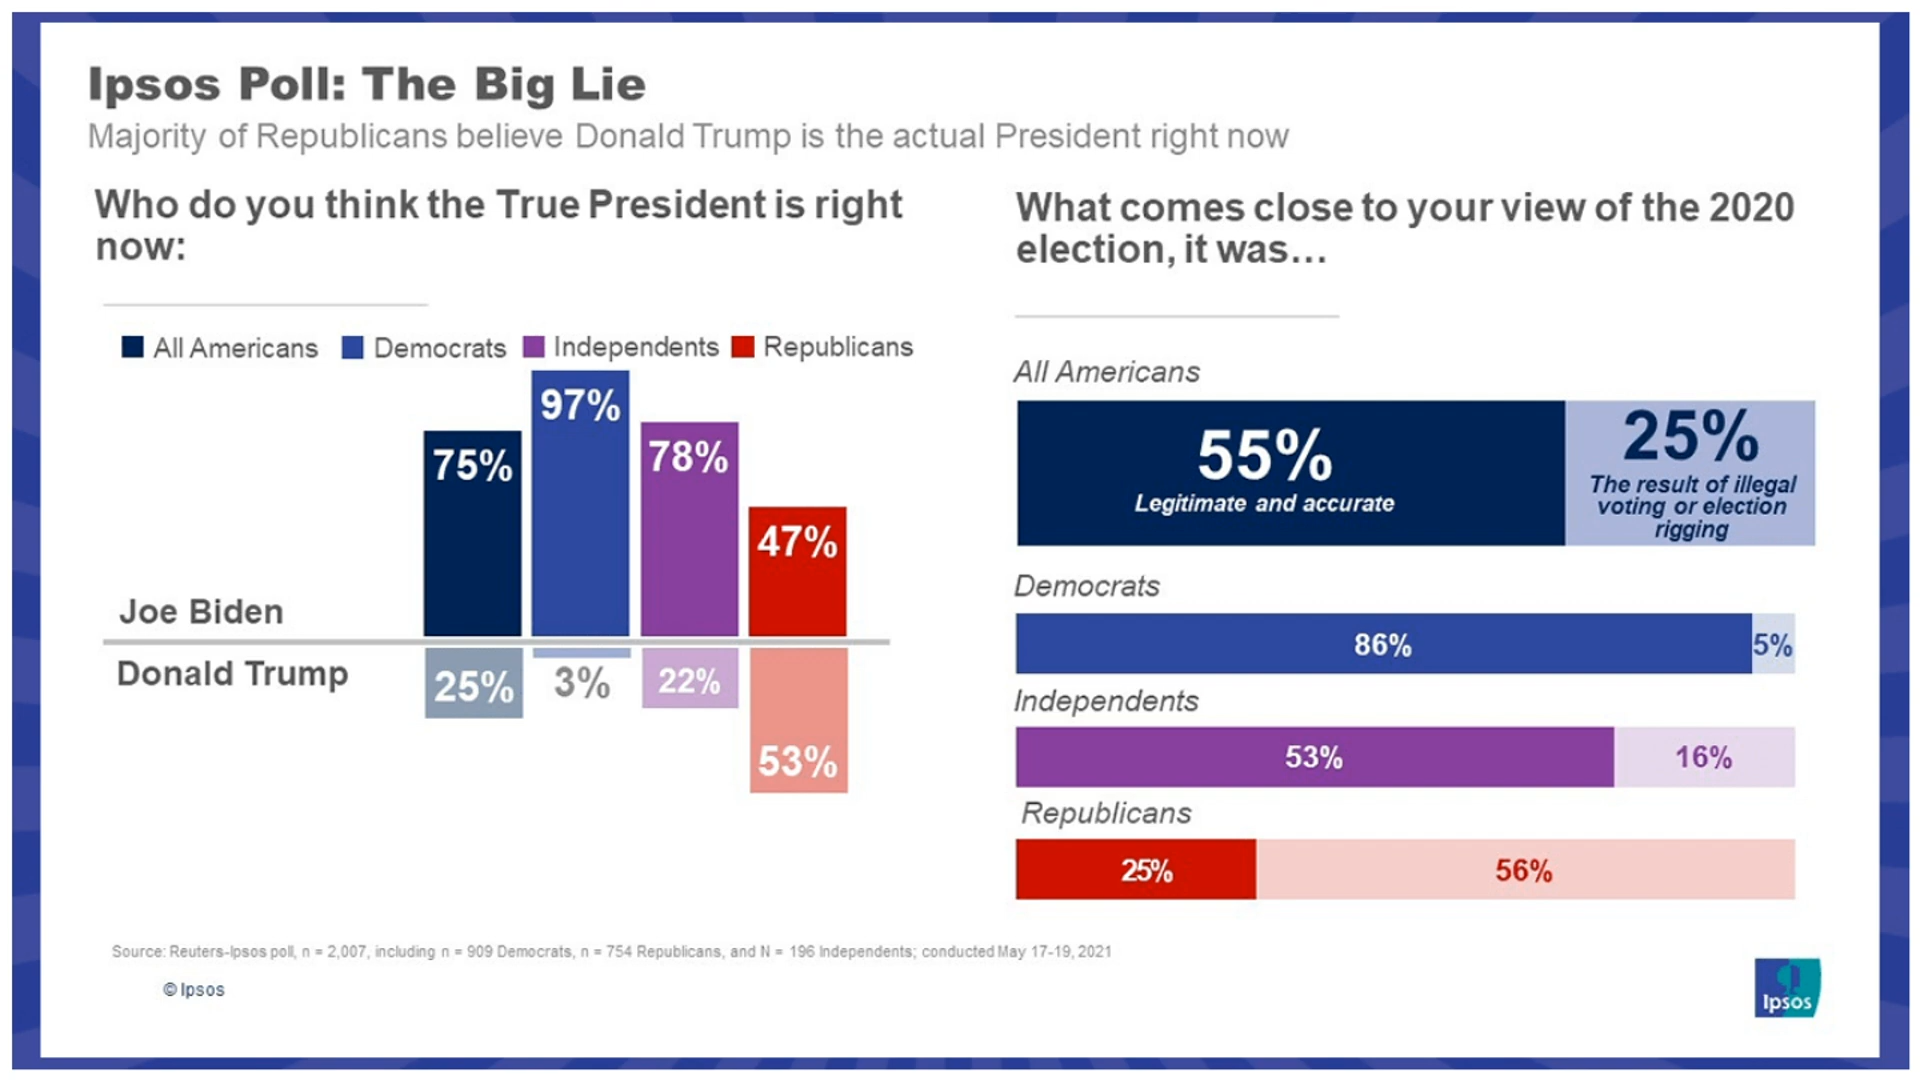 Ipsos Poll: The Big Lie
Majority of Republicans believe Donald Trump is the actual President right now
Who do you think the True President is right
now:
All Americans
Democrats
Independents
Republicans
75%
97%
78%
47%
Joe Biden
Donald Trump
25%
3%
22%
53%
What comes close to your view of the 2020
election, it was...
All Americans
55%
Legitimate and accurate
25%
The result of illegal
voting or election
rigging
Democrats
86%
5%
Independents
53%
16%
Republicans
25%
56%
Source: Reuters-Ipsos poll, n = 2,007, including n = 909 Democrats, n = 754 Republicans, and N = 196 Independents; conducted May 17-19, 2021
© Ipsos
Ipsos